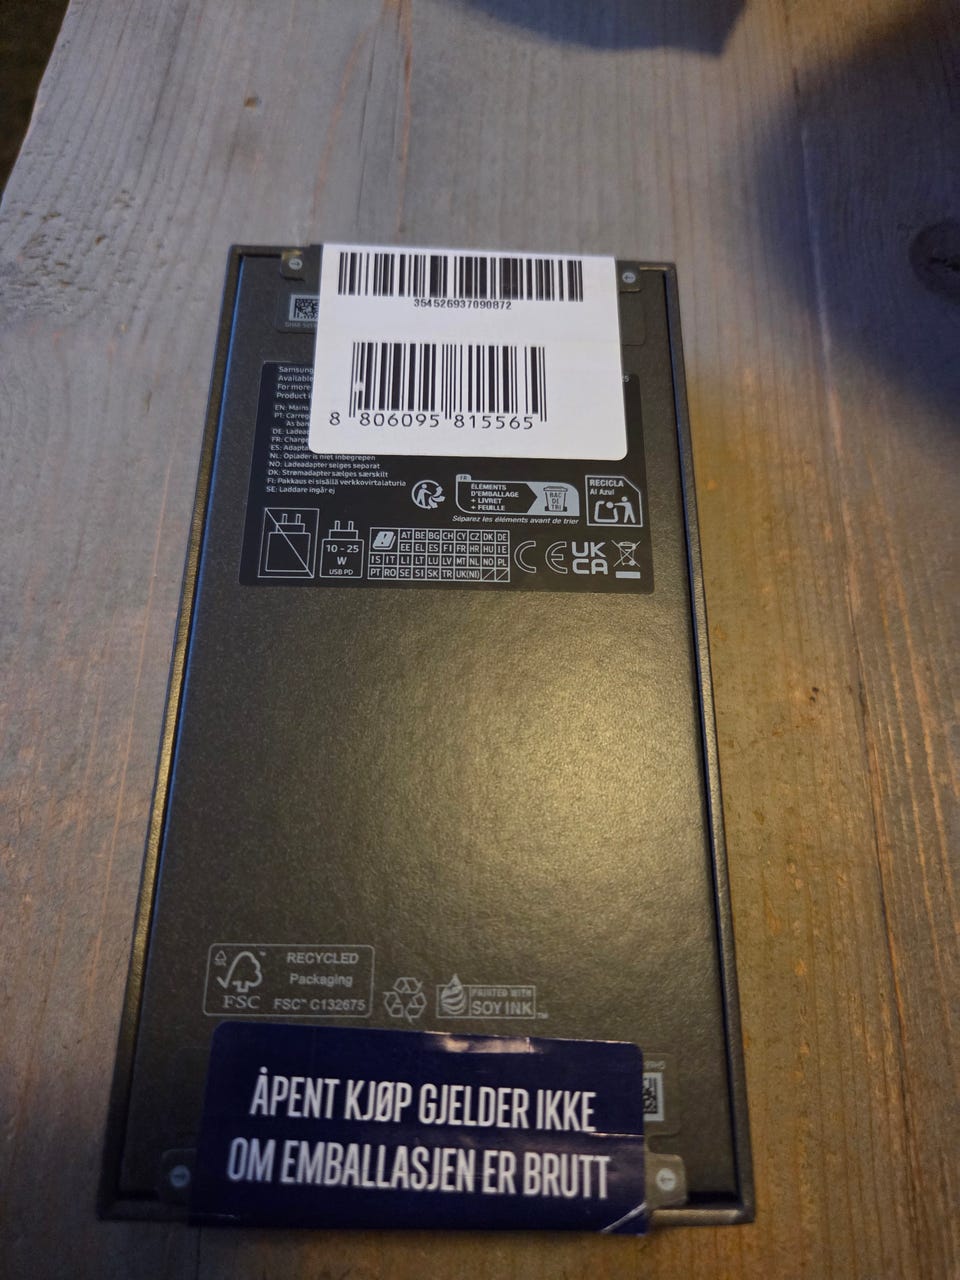 354526937090872
8 806095 815565
Samsung
Available
For more
Product
EN: Mains
PT: Carreg
As ban
DE: Ladea
FR: Charge
ES: Adapta
NL: Oplader is niet inbegrepen
NO: Ladeadapter selges separat
DK: Strømadapter sælges særskilt
FI: Pakkaus ei sisällä verkkovirtalaturia
SE: Laddare ingår ej
FR
ÉLÉMENTS
D'EMBALLAGE
+ LIVRET
+ FEUILLE
BAC
DE
TRI
Séparez les éléments avant de trier
RECICLA
Al Azul
10 - 25
W
USB PD
AT BE BG CH CY CZ DK DE
EE EL ES FI FR HR HU IE
IS IT LI LT LU LV MT NL NO PL
PT RO SE SI SK TR UK(NI)
CE
UK
CA
FSC
RECYCLED
Packaging
FSC™ C132675
PRINTED WITH
SOY INK™
ÅPENT KJØP GJELDER IKKE
OM EMBALLASJEN ER BRUTT